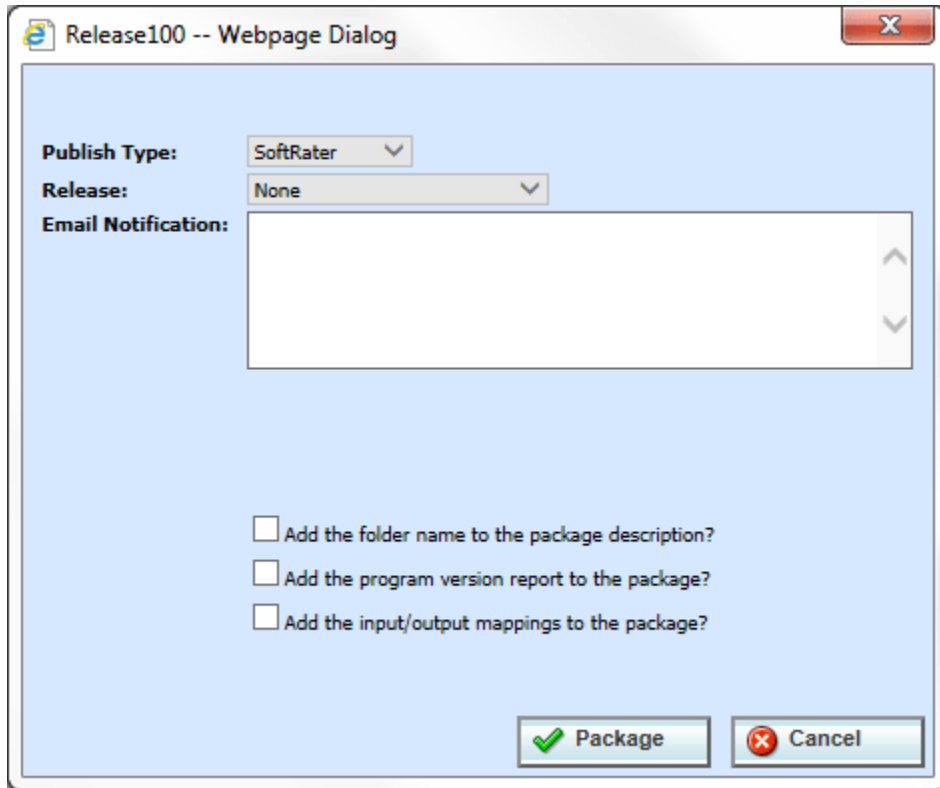 Release100 -- Webpage Dialog
Publish Type: SoftRater
Release: None
Email Notification:
Add the folder name to the package description?
Add the program version report to the package?
Add the input/output mappings to the package?
Package Cancel